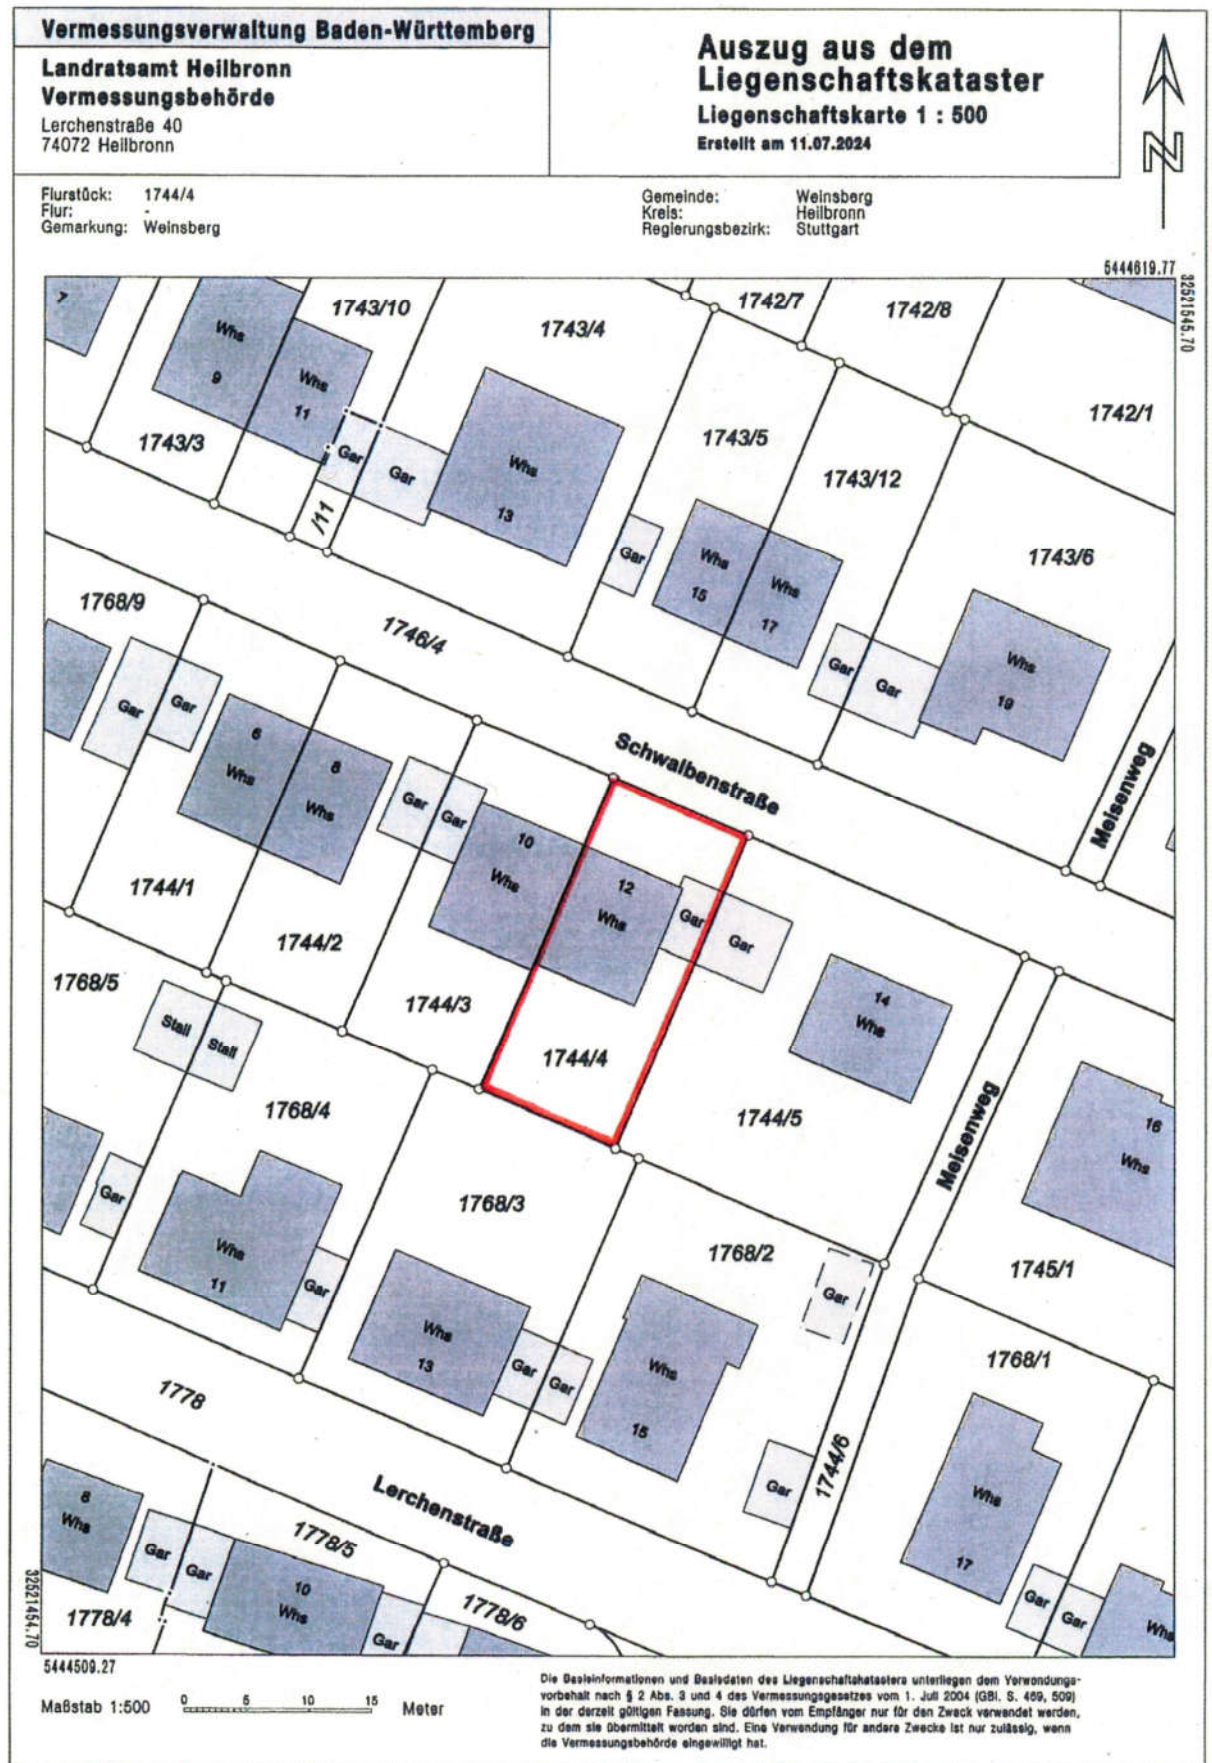 Vermessungsverwaltung Baden-Württemberg
Landratsamt Heilbronn
Vermessungsbehörde
Lerchenstraße 40
74072 Heilbronn
Auszug aus dem
Liegenschaftskataster
Liegenschaftskarte 1 : 500
Erstellt am 11.07.2024
N
Flurstück: 1744/4
Flur: -
Gemarkung: Weinsberg
Gemeinde: Weinsberg
Kreis: Heilbronn
Regierungsbezirk: Stuttgart
5444619.77
32521545.70
7
Whs
9
Whs
11
1743/10
1743/4
1742/7
1742/8
1742/1
1743/3
Gar
Gar
/11
Whs
13
1743/5
1743/12
1743/6
Gar
Whs
15
Whs
17
Gar
Gar
Whs
19
1768/9
1746/4
Schwalbenstraße
Meisenweg
Gar
Gar
6
Whs
8
Whs
Gar
Gar
10
Whs
12
Whs
Gar
Gar
14
Whs
1744/1
1744/2
1744/3
1744/4
1744/5
Meisenweg
16
Whs
1768/5
Stall
Stall
1768/4
1768/3
1768/2
1745/1
Gar
Whs
11
Gar
Whs
13
Gar
Gar
Whs
15
Gar
Gar
1768/1
1744/6
Whs
17
Gar
Gar
Whs
1778
Lerchenstraße
8
Whs
Gar
Gar
10
Whs
Gar
1778/5
1778/6
1778/4
32521454.70
5444509.27
Maßstab 1:500
0 5 10 15 Meter
Die Basisinformationen und Basisdaten des Liegenschaftskatasters unterliegen dem Verwendungs-
vorbehalt nach § 2 Abs. 3 und 4 des Vermessungsgesetzes vom 1. Juli 2004 (GBl. S. 469, 509)
in der derzeit gültigen Fassung. Sie dürfen vom Empfänger nur für den Zweck verwendet werden,
zu dem sie übermittelt worden sind. Eine Verwendung für andere Zwecke ist nur zulässig, wenn
die Vermessungsbehörde eingewilligt hat.